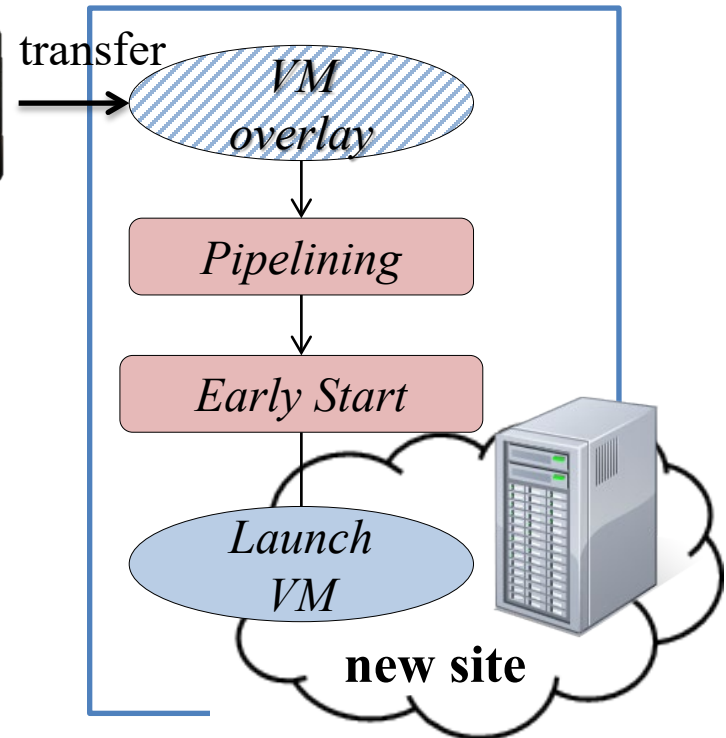 transfer
VM
overlay
Pipelining
Early Start
Launch
VM
new site